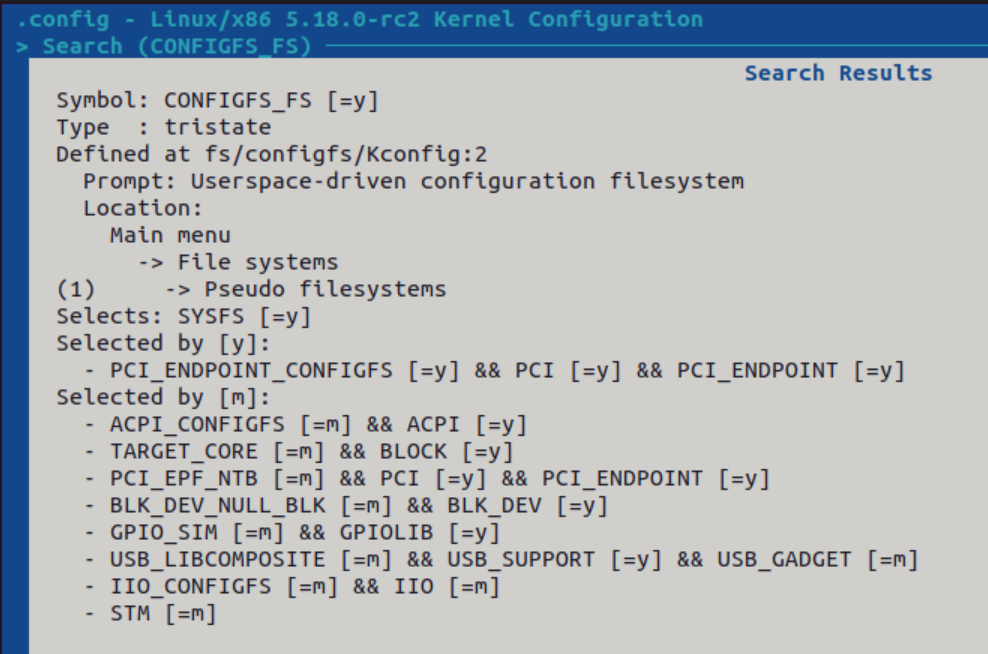 .config - Linux/x86 5.18.0-rc2 Kernel Configuration
> Search (CONFIGFS_FS)
Search Results
Symbol: CONFIGFS_FS [=y]
Type  : tristate
Defined at fs/configfs/Kconfig:2
  Prompt: Userspace-driven configuration filesystem
  Location:
    Main menu
      -> File systems
(1)     -> Pseudo filesystems
Selects: SYSFS [=y]
Selected by [y]:
  - PCI_ENDPOINT_CONFIGFS [=y] && PCI [=y] && PCI_ENDPOINT [=y]
Selected by [m]:
  - ACPI_CONFIGFS [=m] && ACPI [=y]
  - TARGET_CORE [=m] && BLOCK [=y]
  - PCI_EPF_NTB [=m] && PCI [=y] && PCI_ENDPOINT [=y]
  - BLK_DEV_NULL_BLK [=m] && BLK_DEV [=y]
  - GPIO_SIM [=m] && GPIOLIB [=y]
  - USB_LIBCOMPOSITE [=m] && USB_SUPPORT [=y] && USB_GADGET [=m]
  - IIO_CONFIGFS [=m] && IIO [=m]
  - STM [=m]